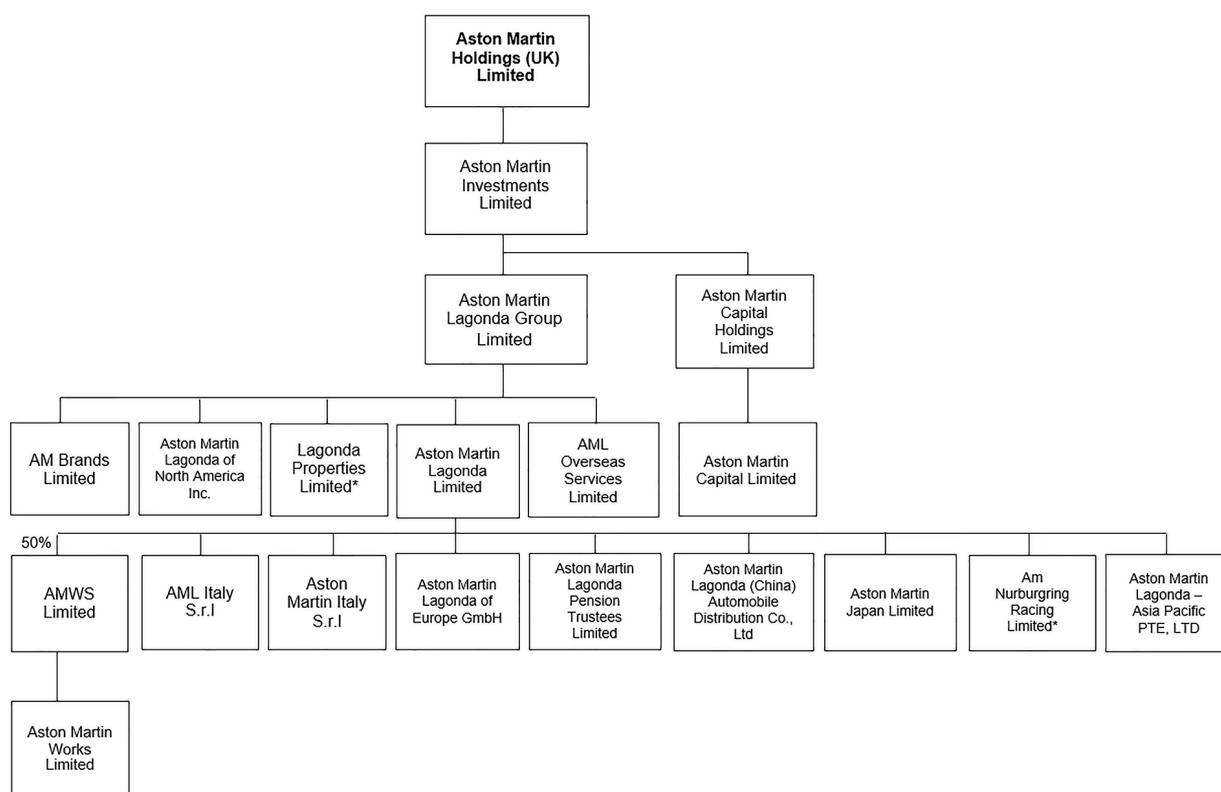 Aston Martin
Holdings (UK)
Limited
Aston Martin
Investments
Limited
Aston Martin
Lagonda Group
Limited
Aston Martin
Capital
Holdings
Limited
AM Brands
Limited
Aston Martin
Lagonda of
North America
Inc.
Lagonda
Properties
Limited*
Aston Martin
Lagonda
Limited
AML
Overseas
Services
Limited
Aston Martin
Capital Limited
50%
AMWS
Limited
AML Italy
S.r.l
Aston
Martin Italy
S.r.l
Aston Martin
Lagonda of
Europe GmbH
Aston Martin
Lagonda
Pension
Trustees
Limited
Aston Martin
Lagonda (China)
Automobile
Distribution Co.,
Ltd
Aston Martin
Japan Limited
Am
Nurburgring
Racing
Limited*
Aston Martin
Lagonda –
Asia Pacific
PTE, LTD
Aston Martin
Works
Limited